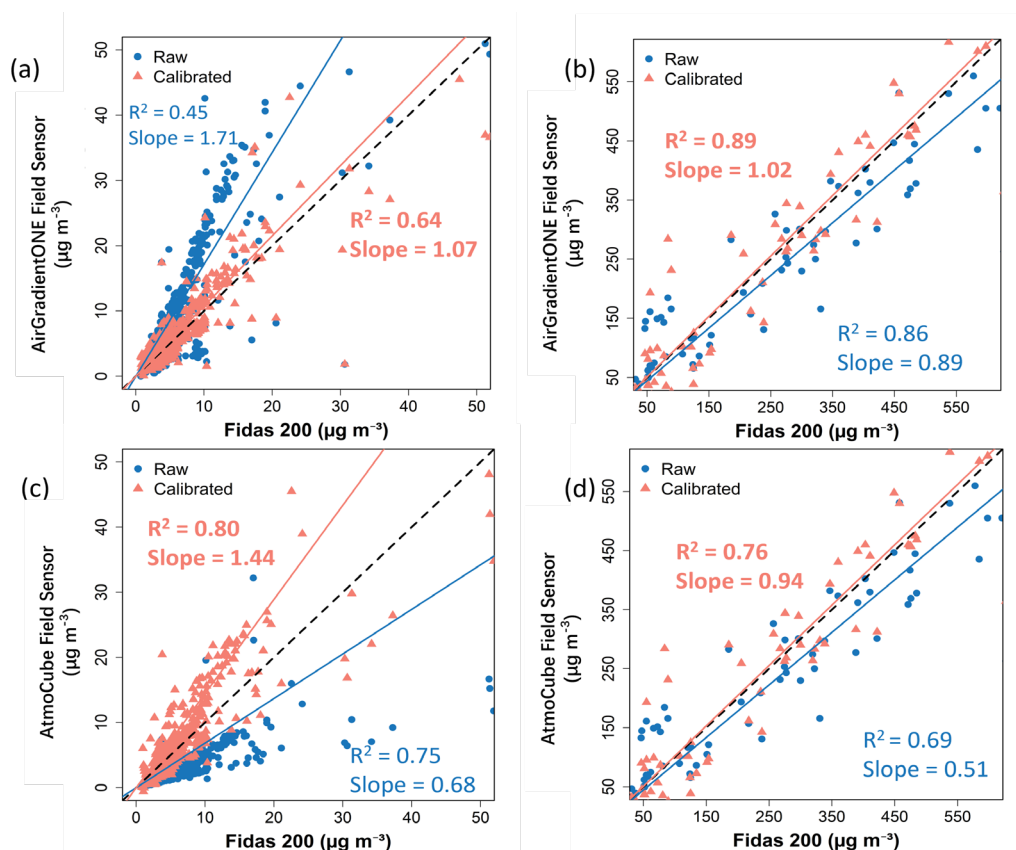 (a)
AirGradientONE Field Sensor
(µg m⁻³)
50
40
30
20
10
0
Raw
Calibrated
R² = 0.45
Slope = 1.71
R² = 0.64
Slope = 1.07
0
10
20
30
40
50
Fidas 200 (µg m⁻³)
(b)
AirGradientONE Field Sensor
(µg m⁻³)
550
450
350
250
150
50
Raw
Calibrated
R² = 0.89
Slope = 1.02
R² = 0.86
Slope = 0.89
50
150
250
350
450
550
Fidas 200 (µg m⁻³)
(c)
AtmoCube Field Sensor
(µg m⁻³)
50
40
30
20
10
0
Raw
Calibrated
R² = 0.80
Slope = 1.44
R² = 0.75
Slope = 0.68
0
10
20
30
40
50
Fidas 200 (µg m⁻³)
(d)
AtmoCube Field Sensor
(µg m⁻³)
550
450
350
250
150
50
Raw
Calibrated
R² = 0.76
Slope = 0.94
R² = 0.69
Slope = 0.51
50
150
250
350
450
550
Fidas 200 (µg m⁻³)